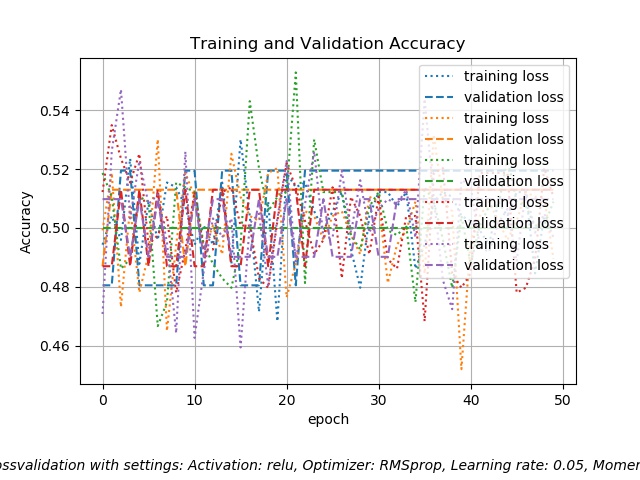 Training and Validation Accuracy
training loss
validation loss
training loss
validation loss
training loss
validation loss
training loss
validation loss
training loss
validation loss
0.54
0.52
0.50
0.48
0.46
Accuracy
0 10 20 30 40 50
epoch
ossvalidation with settings: Activation: relu, Optimizer: RMSprop, Learning rate: 0.05, Momen